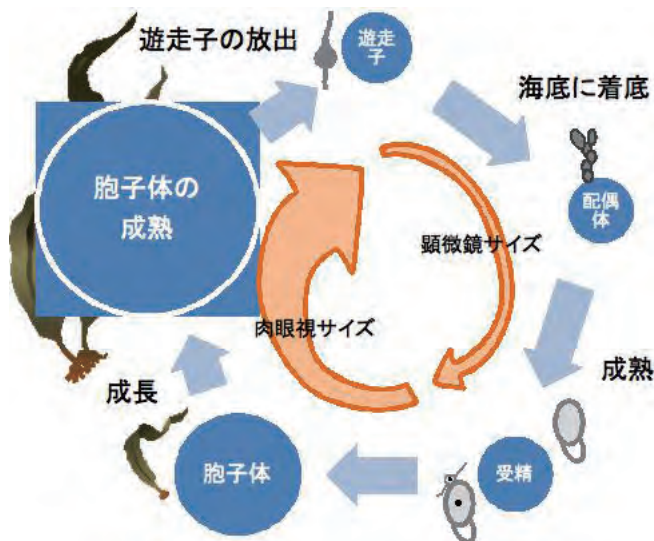 遊走子の放出
遊走
子
海底に着底
配偶
体
顕微鏡サイズ
成熟
受精
胞子体
成長
胞子体の
成熟
肉眼視サイズ